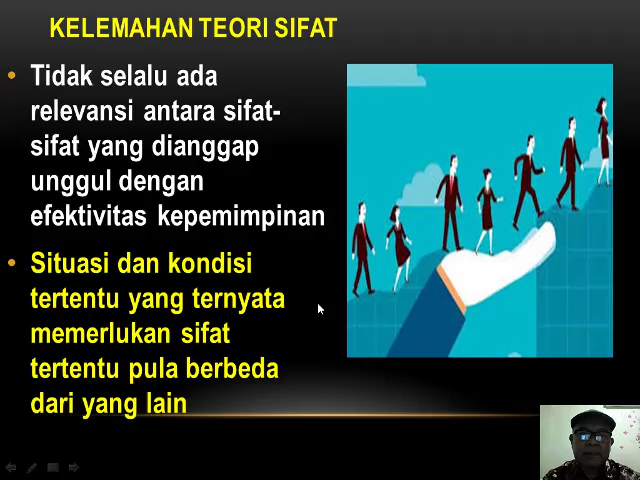 KELEMAHAN TEORI SIFAT
• Tidak selalu ada
relevansi antara sifat-
sifat yang dianggap
unggul dengan
efektivitas kepemimpinan
• Situasi dan kondisi
tertentu yang ternyata
memerlukan sifat
tertentu pula berbeda
dari yang lain